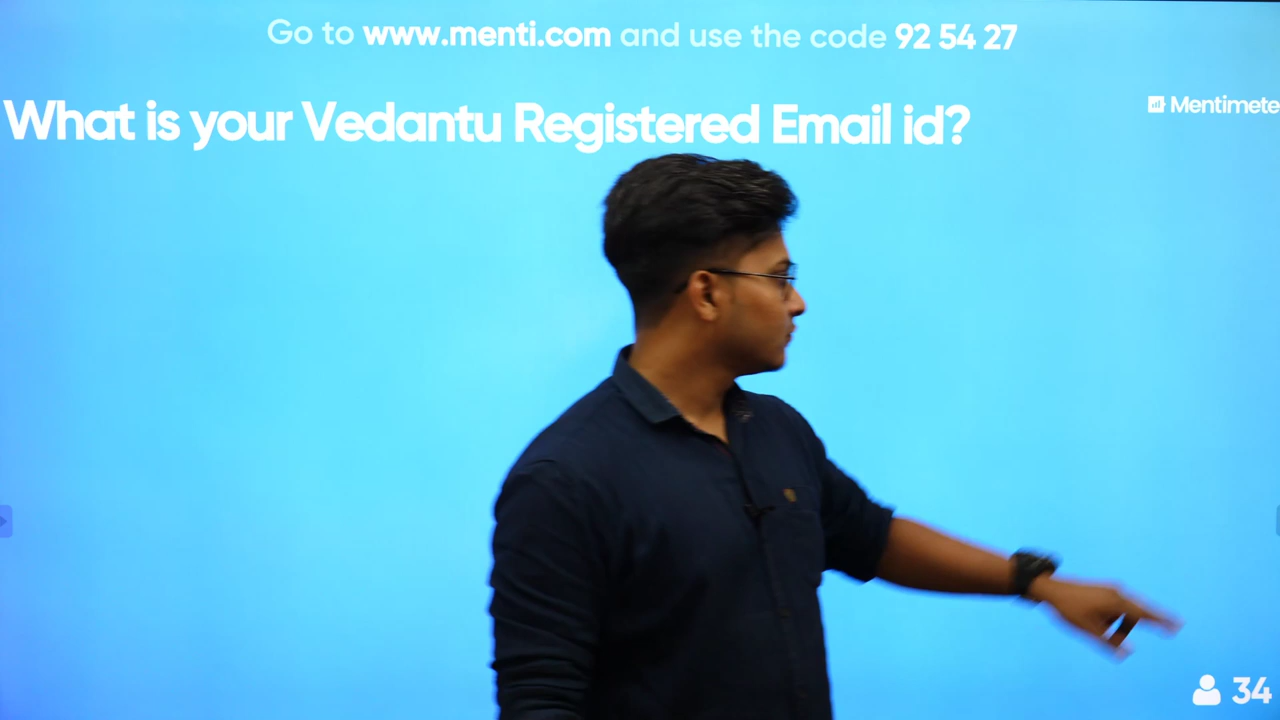 Go to www.menti.com and use the code 92 54 27
Mentimete
What is your Vedantu Registered Email id?
34